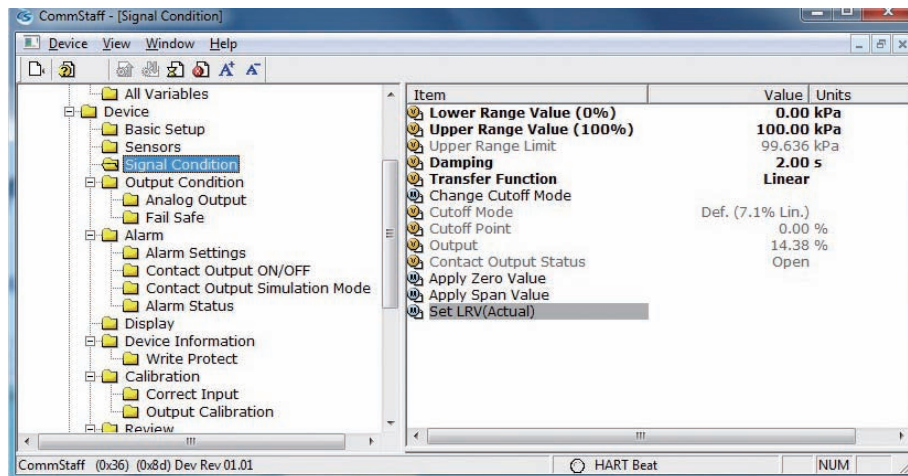 CommStaff - [Signal Condition]
Device View Window Help
All Variables
Device
Basic Setup
Sensors
Signal Condition
Output Condition
Analog Output
Fail Safe
Alarm
Alarm Settings
Contact Output ON/OFF
Contact Output Simulation Mode
Alarm Status
Display
Device Information
Write Protect
Calibration
Correct Input
Output Calibration
Review
Item Value Units
Lower Range Value (0%) 0.00 kPa
Upper Range Value (100%) 100.00 kPa
Upper Range Limit 99.636 kPa
Damping 2.00 s
Transfer Function Linear
Change Cutoff Mode
Cutoff Mode Def. (7.1% Lin.)
Cutoff Point 0.00 %
Output 14.38 %
Contact Output Status Open
Apply Zero Value
Apply Span Value
Set LRV(Actual)
CommStaff (0x36) (0x8d) Dev Rev 01.01 HART Beat NUM